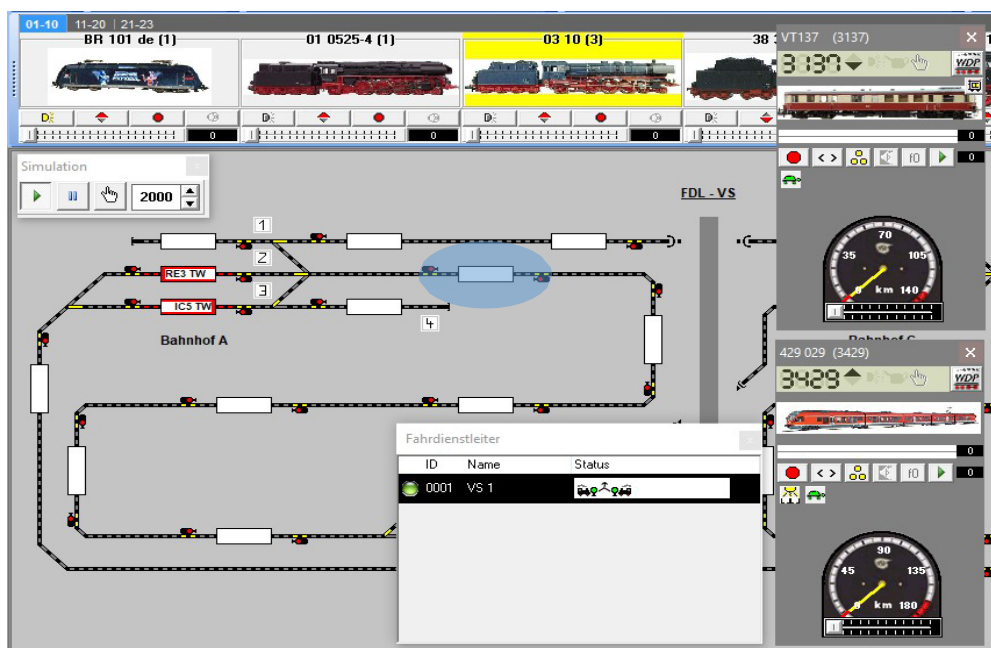 01-10 11-20 21-23
BR 101 de (1) 01 0525-4 (1) 03 10 (3) 38
0 0 0
VT137 (3137)
3137 WDP
0
f0 0
70
35 105
0 km 140
Simulation
2000
FDL - VS
1
2
RE3 TW
3
IC5 TW
4
Bahnhof A
429 029 (3429)
3429 WDP
0
f0 0
90
45 135
0 km 180
Fahrdienstleiter
ID Name Status
0001 VS 1